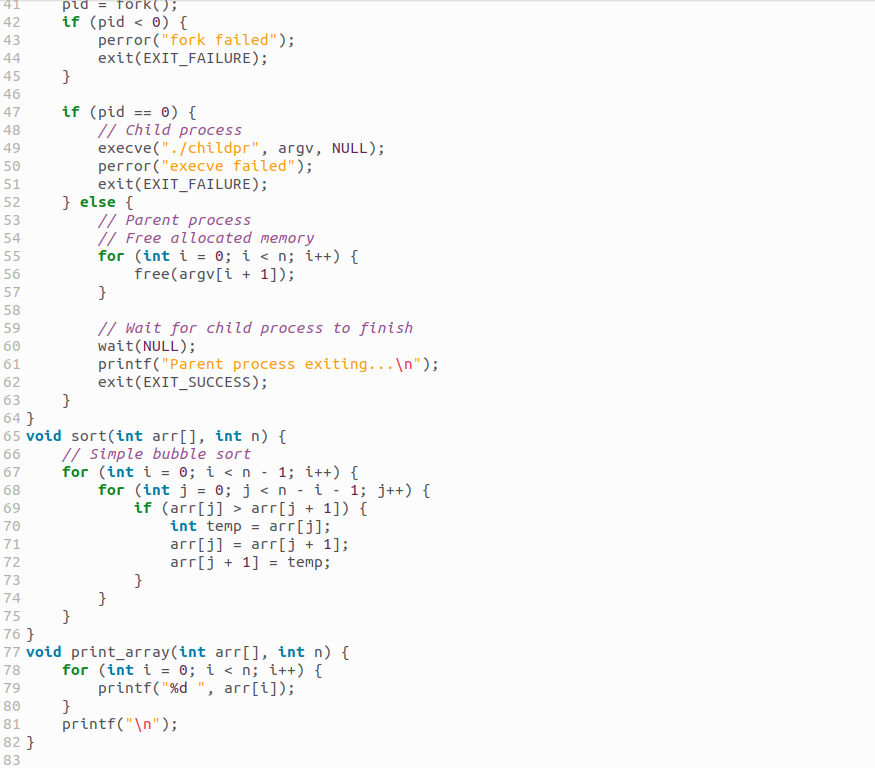 41     pid = fork();
42     if (pid < 0) {
43         perror("fork failed");
44         exit(EXIT_FAILURE);
45     }
46
47     if (pid == 0) {
48         // Child process
49         execve("./childpr", argv, NULL);
50         perror("execve failed");
51         exit(EXIT_FAILURE);
52     } else {
53         // Parent process
54         // Free allocated memory
55         for (int i = 0; i < n; i++) {
56             free(argv[i + 1]);
57         }
58
59         // Wait for child process to finish
60         wait(NULL);
61         printf("Parent process exiting...\n");
62         exit(EXIT_SUCCESS);
63     }
64 }
65 void sort(int arr[], int n) {
66     // Simple bubble sort
67     for (int i = 0; i < n - 1; i++) {
68         for (int j = 0; j < n - i - 1; j++) {
69             if (arr[j] > arr[j + 1]) {
70                 int temp = arr[j];
71                 arr[j] = arr[j + 1];
72                 arr[j + 1] = temp;
73             }
74         }
75     }
76 }
77 void print_array(int arr[], int n) {
78     for (int i = 0; i < n; i++) {
79         printf("%d ", arr[i]);
80     }
81     printf("\n");
82 }
83